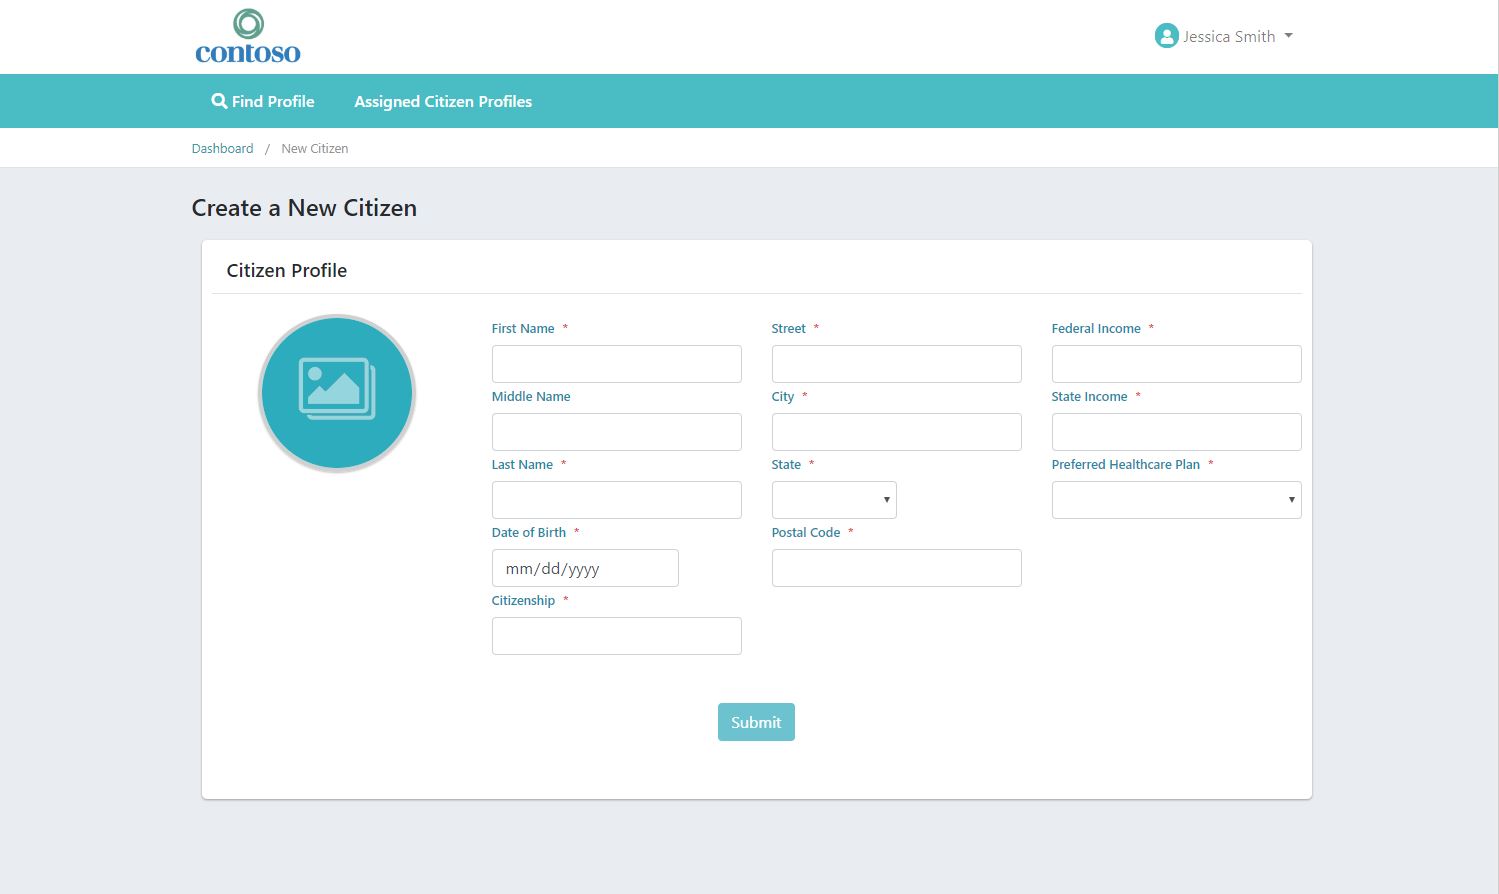 contoso
Jessica Smith
Find Profile
Assigned Citizen Profiles
Dashboard / New Citizen
Create a New Citizen
Citizen Profile
First Name *
Street *
Federal Income *
Middle Name
City *
State Income *
Last Name *
State *
Preferred Healthcare Plan *
Date of Birth *
Postal Code *
mm/dd/yyyy
Citizenship *
Submit